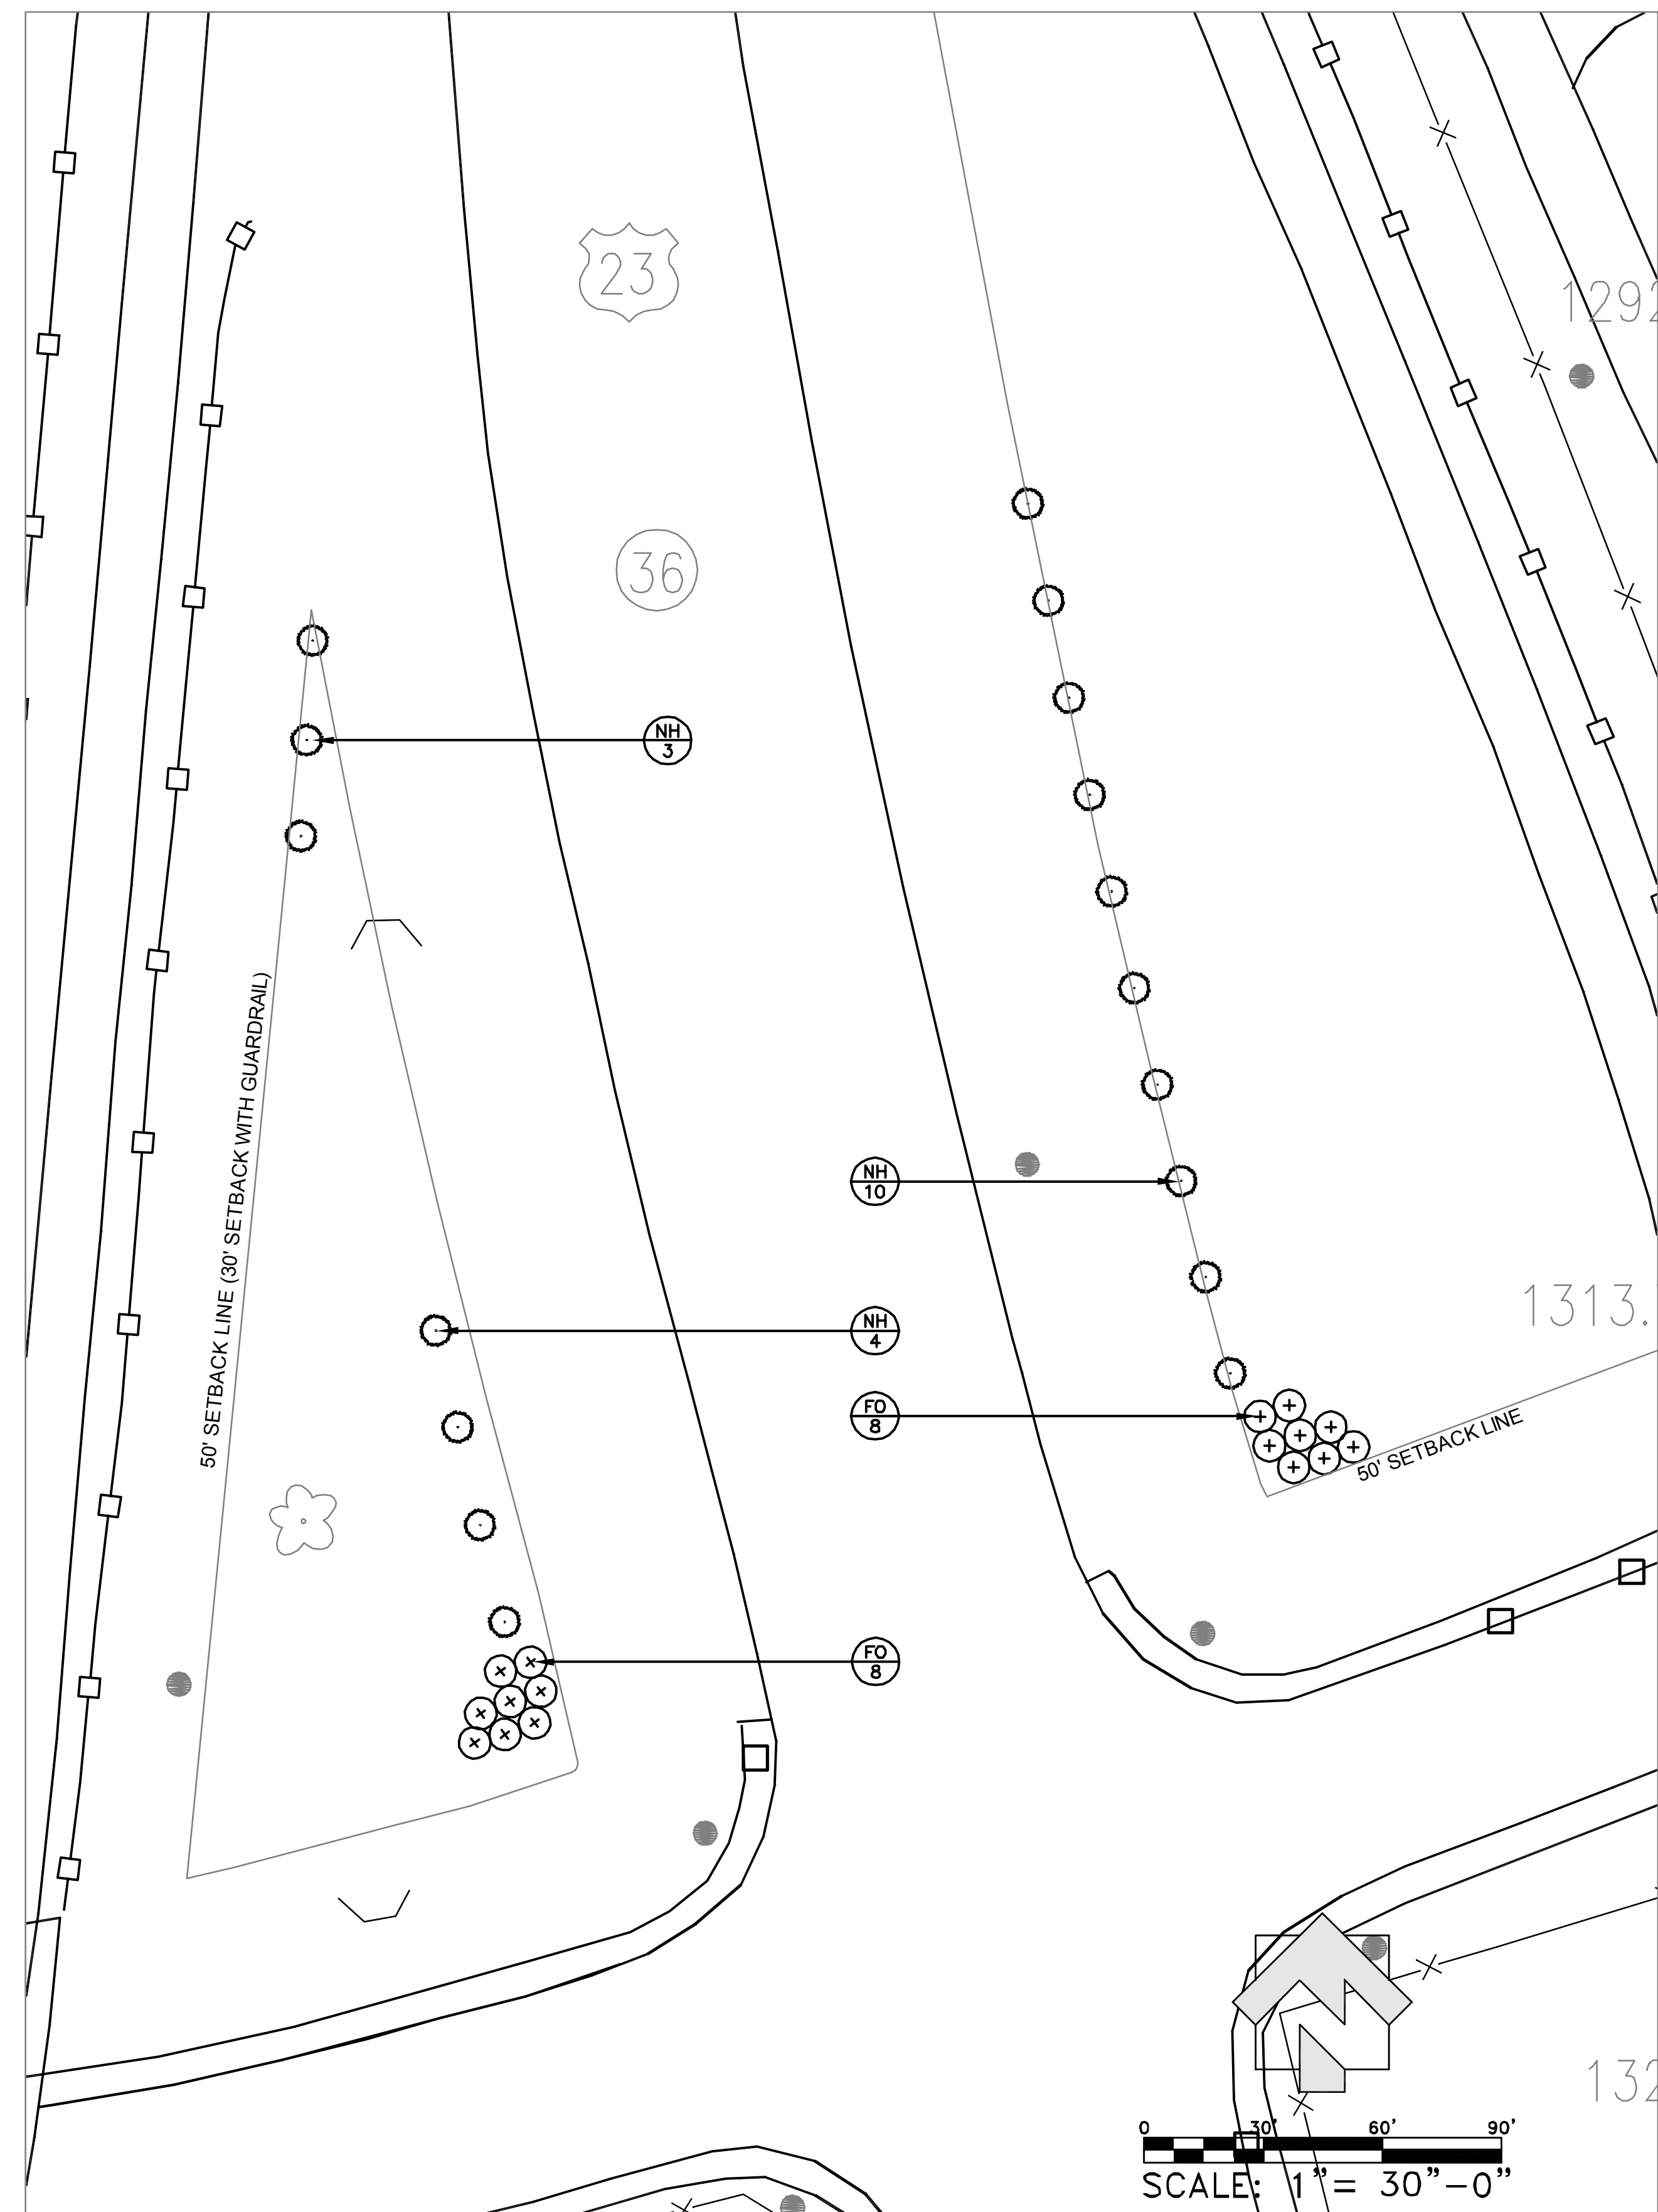 23
1292
36
NH
3
50' SETBACK LINE (30' SETBACK WITH GUARDRAIL)
NH
10
NH
4
1313.
FO
8
50' SETBACK LINE
FO
8
132
0 30' 60' 90'
SCALE: 1"= 30"-0"